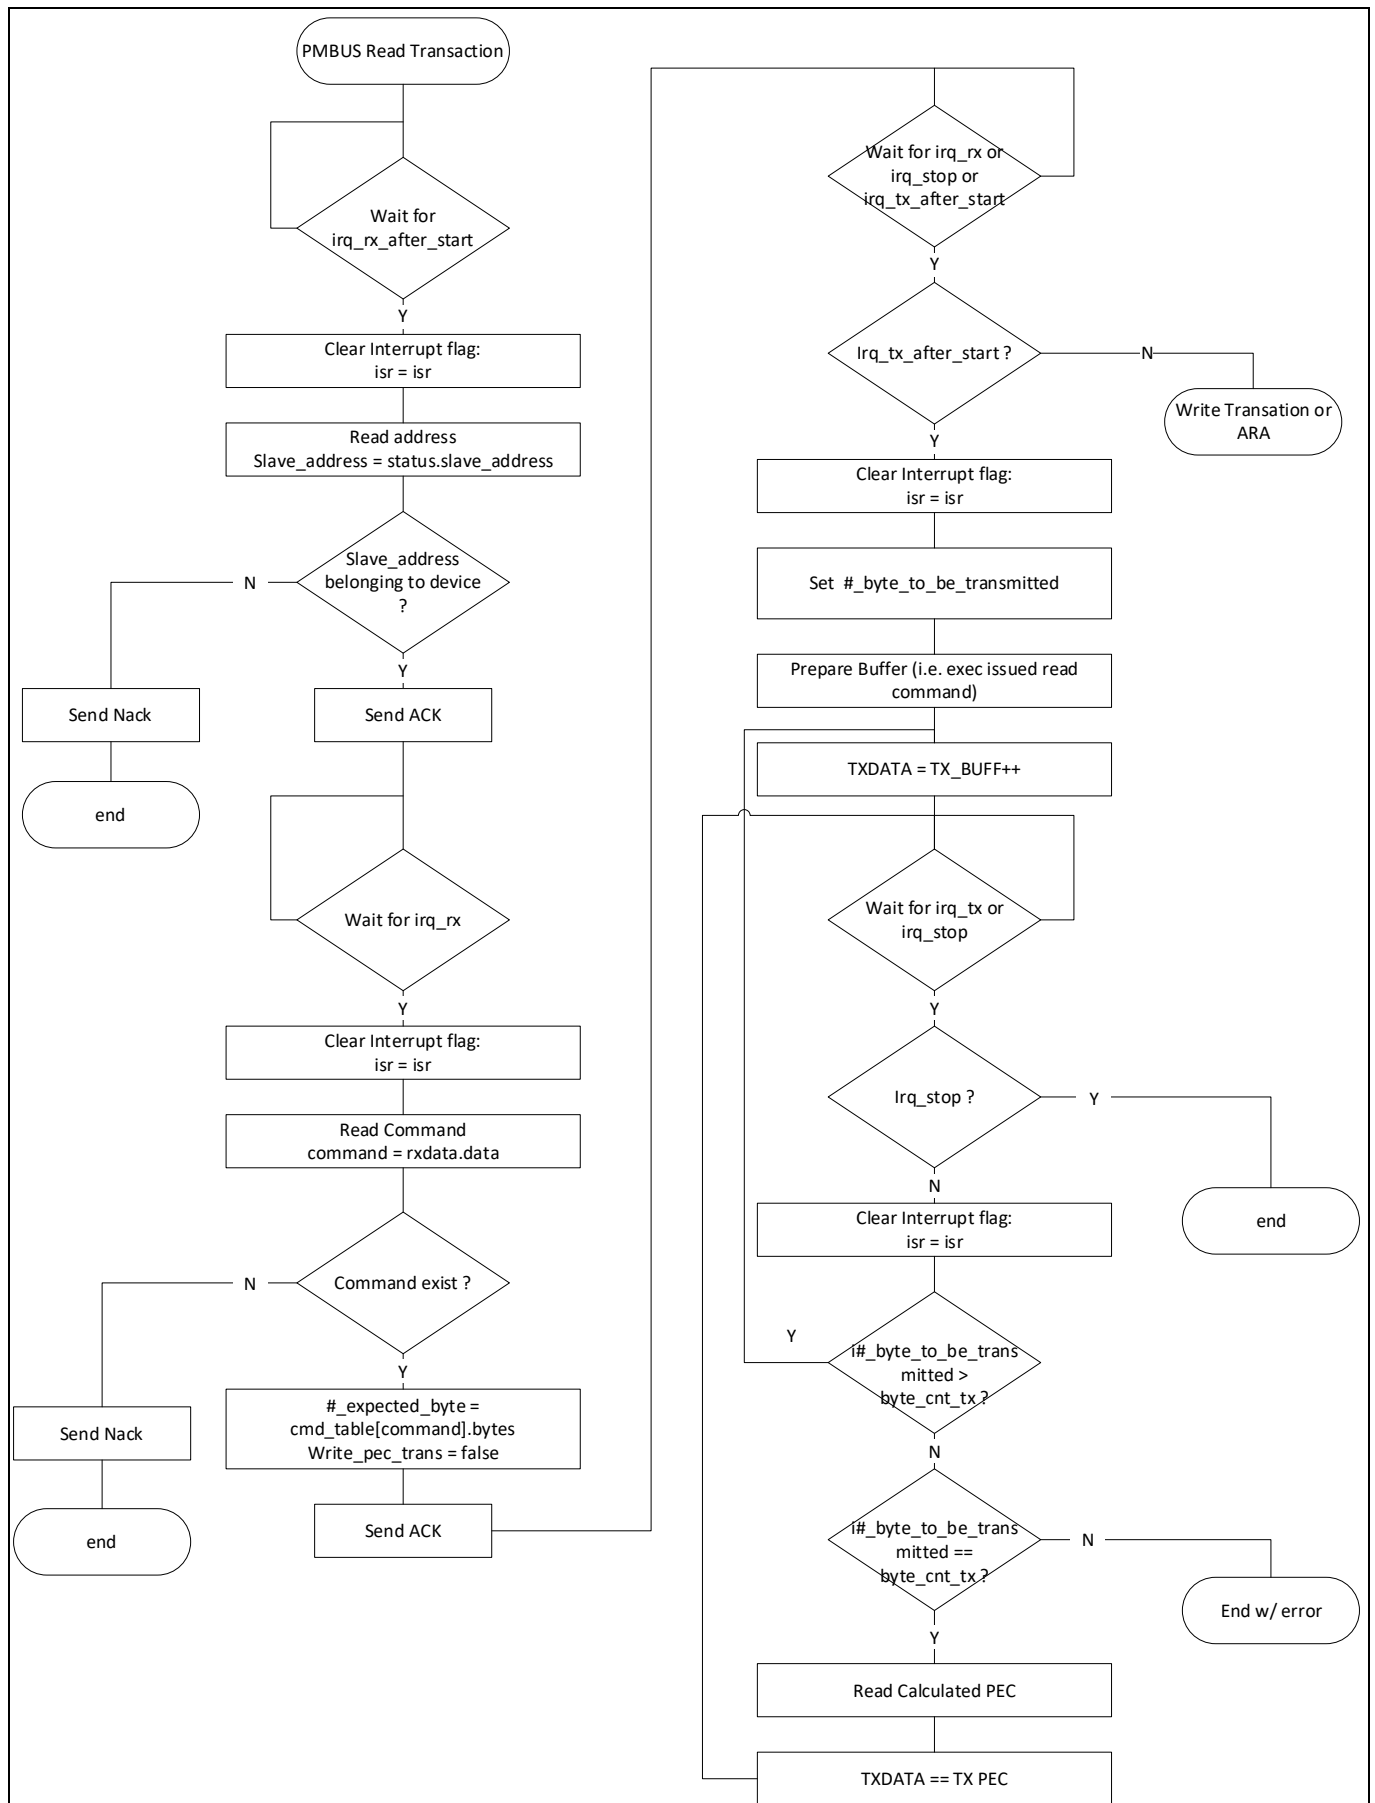 PMBUS Read Transaction
Wait for
irq_rx_after_start
Y
Clear Interrupt flag:
isr = isr
Read address
Slave_address = status.slave_address
Slave_address
belonging to device
?
N
Y
Send Nack
Send ACK
end
Wait for irq_rx
Y
Clear Interrupt flag:
isr = isr
Read Command
command = rxdata.data
Command exist ?
N
Y
Send Nack
#_expected_byte =
cmd_table[command].bytes
Write_pec_trans = false
end
Send ACK
Wait for irq_rx or
irq_stop or
irq_tx_after_start
Y
Irq_tx_after_start ?
N
Write Transation or
ARA
Y
Clear Interrupt flag:
isr = isr
Set #_byte_to_be_transmitted
Prepare Buffer (i.e. exec issued read
command)
TXDATA = TX_BUFF++
Wait for irq_tx or
irq_stop
Y
Irq_stop ?
Y
N
end
Clear Interrupt flag:
isr = isr
Y
i#_byte_to_be_trans
mitted >
byte_cnt_tx ?
N
i#_byte_to_be_trans
mitted ==
byte_cnt_tx ?
N
End w/ error
Y
Read Calculated PEC
TXDATA == TX PEC